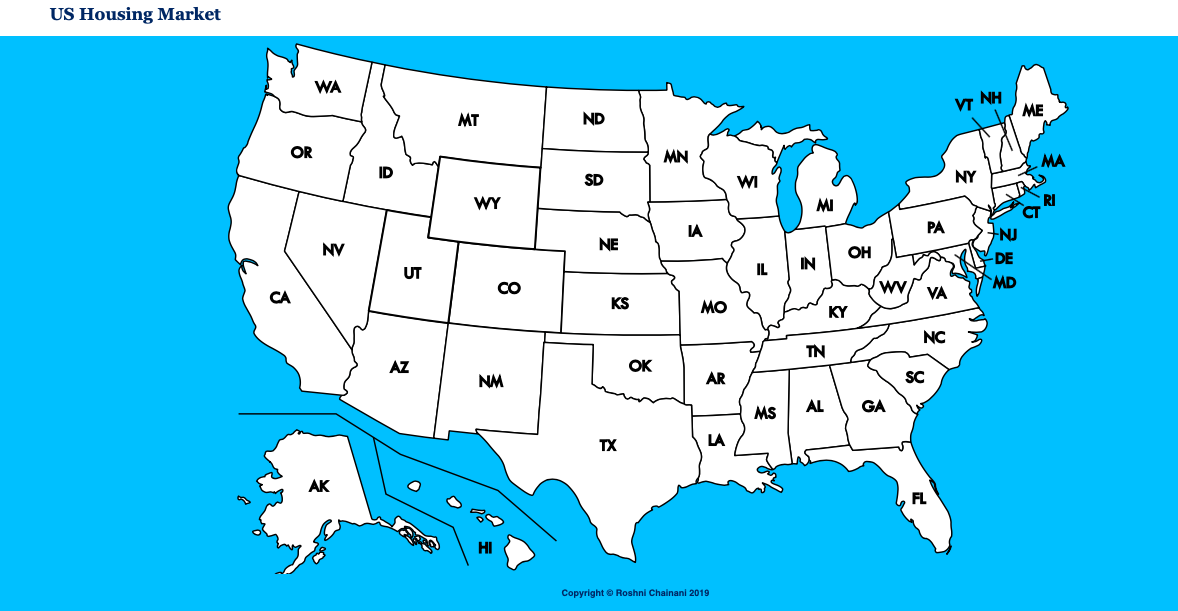 US Housing Market
WA
MT
ND
MN
VT
NH
ME
OR
ID
SD
WI
MI
NY
MA
RI
CT
WY
IA
PA
NJ
NV
UT
NE
IL
IN
OH
DE
MD
CA
CO
KS
MO
WV
VA
KY
AZ
NM
OK
AR
TN
NC
SC
TX
LA
MS
AL
GA
FL
AK
HI
Copyright © Roshni Chainani 2019